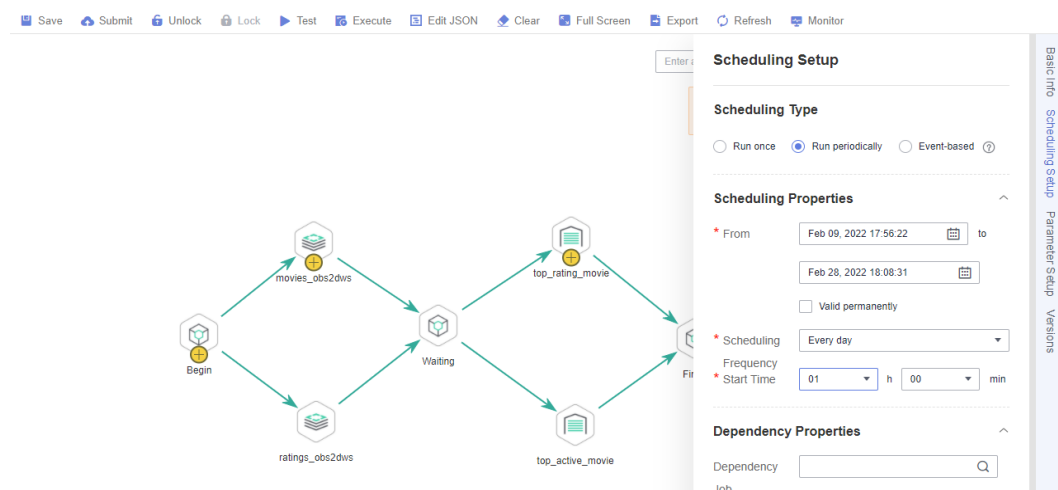 Save Submit Unlock Lock Test Execute Edit JSON Clear Full Screen Export Refresh Monitor
Enter a
Scheduling Setup
Scheduling Type
Run once Run periodically Event-based ?
Scheduling Properties
* From Feb 09, 2022 17:56:22 to
Feb 28, 2022 18:08:31
Valid permanently
* Scheduling Every day
Frequency
* Start Time 01 h 00 min
Dependency Properties
Dependency
Job
movies_obs2dws
top_rating_movie
Begin
Waiting
Fin
ratings_obs2dws
top_active_movie
Basic Info
Scheduling Setup
Parameter Setup
Versions